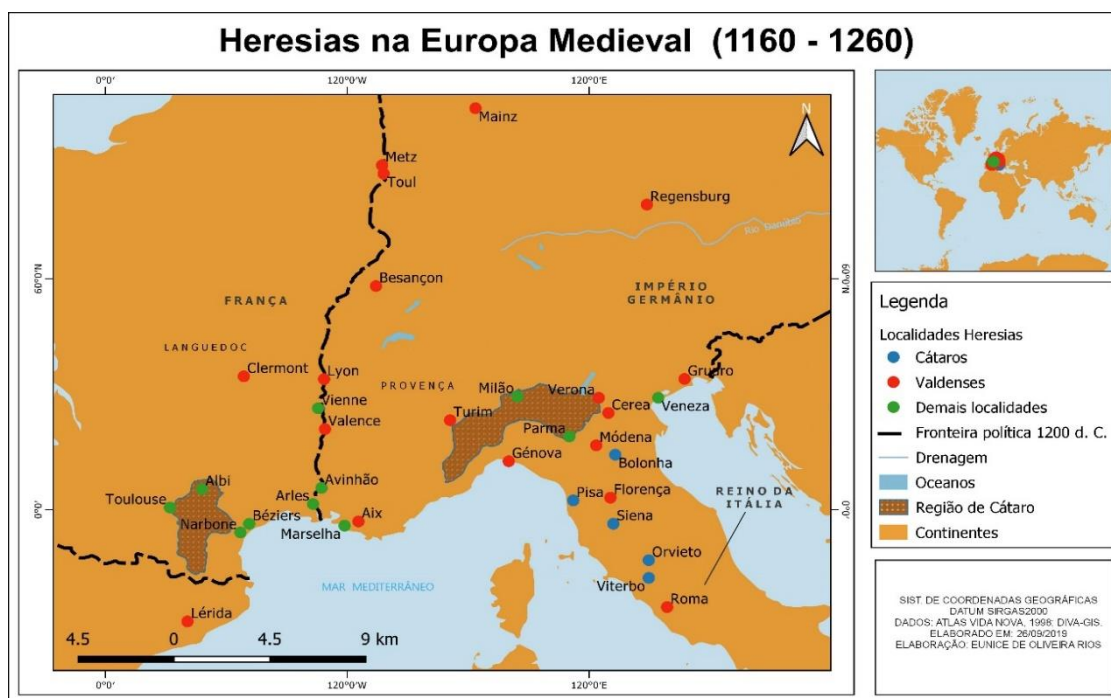 Heresias na Europa Medieval (1160 - 1260)
0°0'
120°0'W
120°0'E
N
Mainz
Metz
Toul
Regensburg
Rio Danúbio
60°0'N
60°0'N
Besançon
FRANÇA
IMPÉRIO
GERMÂNIO
LANGUEDOC
Clermont
Lyon
PROVENÇA
Milão
Verona
Gruaro
Vienne
Turim
Cerea
Veneza
Valence
Parma
Módena
Génova
Bolonha
Albi
Avinhão
Toulouse
Arles
Pisa
Florença
REINO DA
ITÁLIA
0°0'
0°0'
Narbone
Béziers
Aix
Marselha
Siena
Orvieto
MAR MEDITERRÂNEO
Viterbo
Roma
Lérida
4.5 0 4.5 9 km
0°0'
120°0'W
120°0'E
Legenda
Localidades Heresias
Cátaros
Valdenses
Demais localidades
Fronteira política 1200 d. C.
Drenagem
Oceanos
Região de Cátaro
Continentes
SIST. DE COORDENADAS GEOGRÁFICAS
DATUM SIRGAS2000
DADOS: ATLAS VIDA NOVA, 1998: DIVA-GIS.
ELABORADO EM: 26/09/2019
ELABORAÇÃO: EUNICE DE OLIVEIRA RIOS